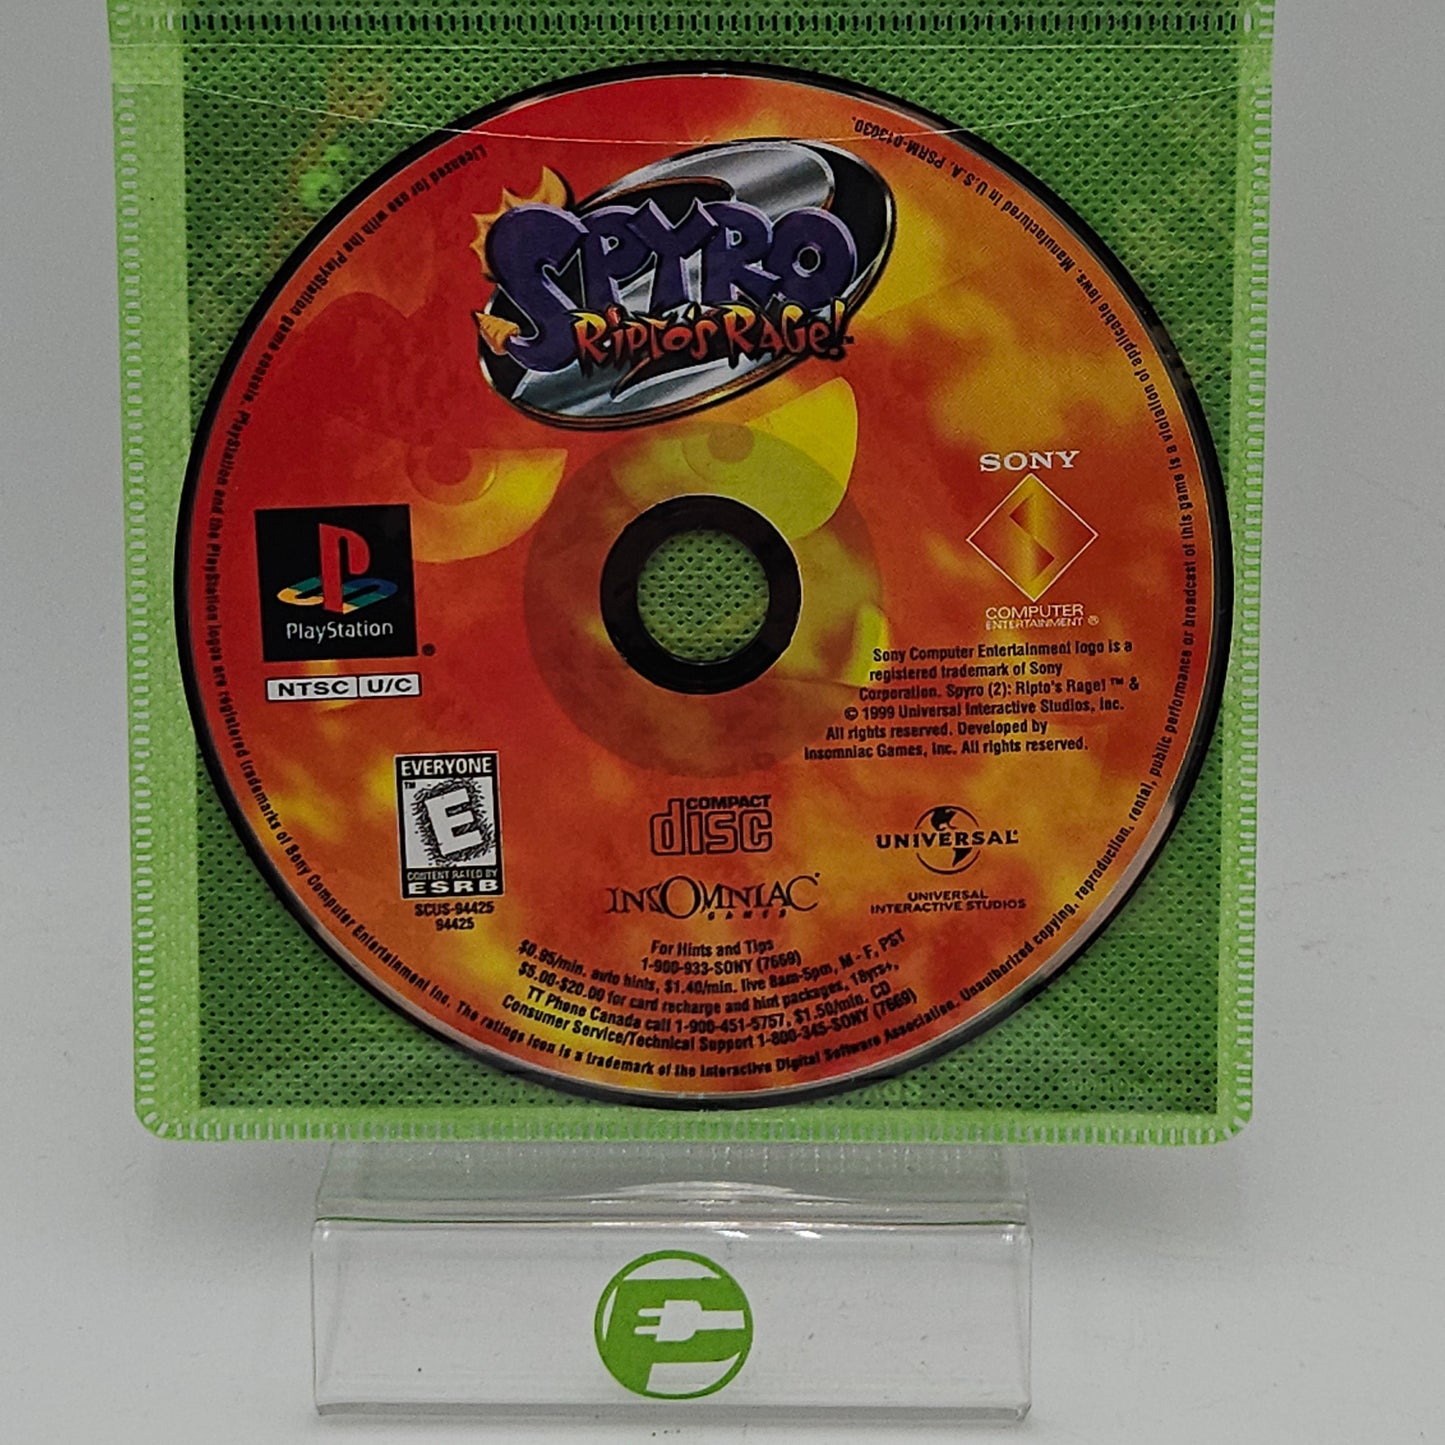 SPYRO
RIPTO'S RAGE! ™
Licensed for use with the PlayStation game console. PlayStation and the PlayStation logos are registered trademarks of Sony Computer Entertainment Inc. The ratings icon is a trademark of the Interactive Digital Software Association. Unauthorized copying, reproduction, rental, public performance or broadcast of this game is a violation of applicable laws. Manufactured in U.S.A. PSRM-013030.
SONY
COMPUTER
ENTERTAINMENT ®
PlayStation ®
NTSC U/C
Sony Computer Entertainment logo is a
registered trademark of Sony
Corporation. Spyro (2): Ripto's Rage! ™ &
© 1999 Universal Interactive Studios, Inc.
All rights reserved. Developed by
Insomniac Games, Inc. All rights reserved.
EVERYONE
™
E
CONTENT RATED BY
ESRB
SCUS-94425
94425
COMPACT
disc
INSOMNIAC®
GAMES
UNIVERSAL®
UNIVERSAL
INTERACTIVE STUDIOS
For Hints and Tips
1-900-933-SONY (7669)
$0.95/min. auto hints, $1.40/min. live 8am-5pm, M - F, PST
$5.00-$20.00 for card recharge and hint packages, 18yrs+,
TT Phone Canada call 1-900-451-5757, $1.50/min. CD
Consumer Service/Technical Support 1-800-345-SONY (7669)